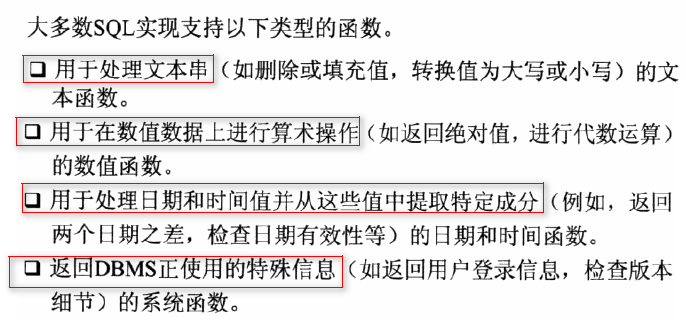 大多数SQL实现支持以下类型的函数。
❑ 用于处理文本串（如删除或填充值，转换值为大写或小写）的文
本函数。
❑ 用于在数值数据上进行算术操作（如返回绝对值，进行代数运算）
的数值函数。
❑ 用于处理日期和时间值并从这些值中提取特定成分（例如，返回
两个日期之差，检查日期有效性等）的日期和时间函数。
❑ 返回DBMS正使用的特殊信息（如返回用户登录信息，检查版本
细节）的系统函数。